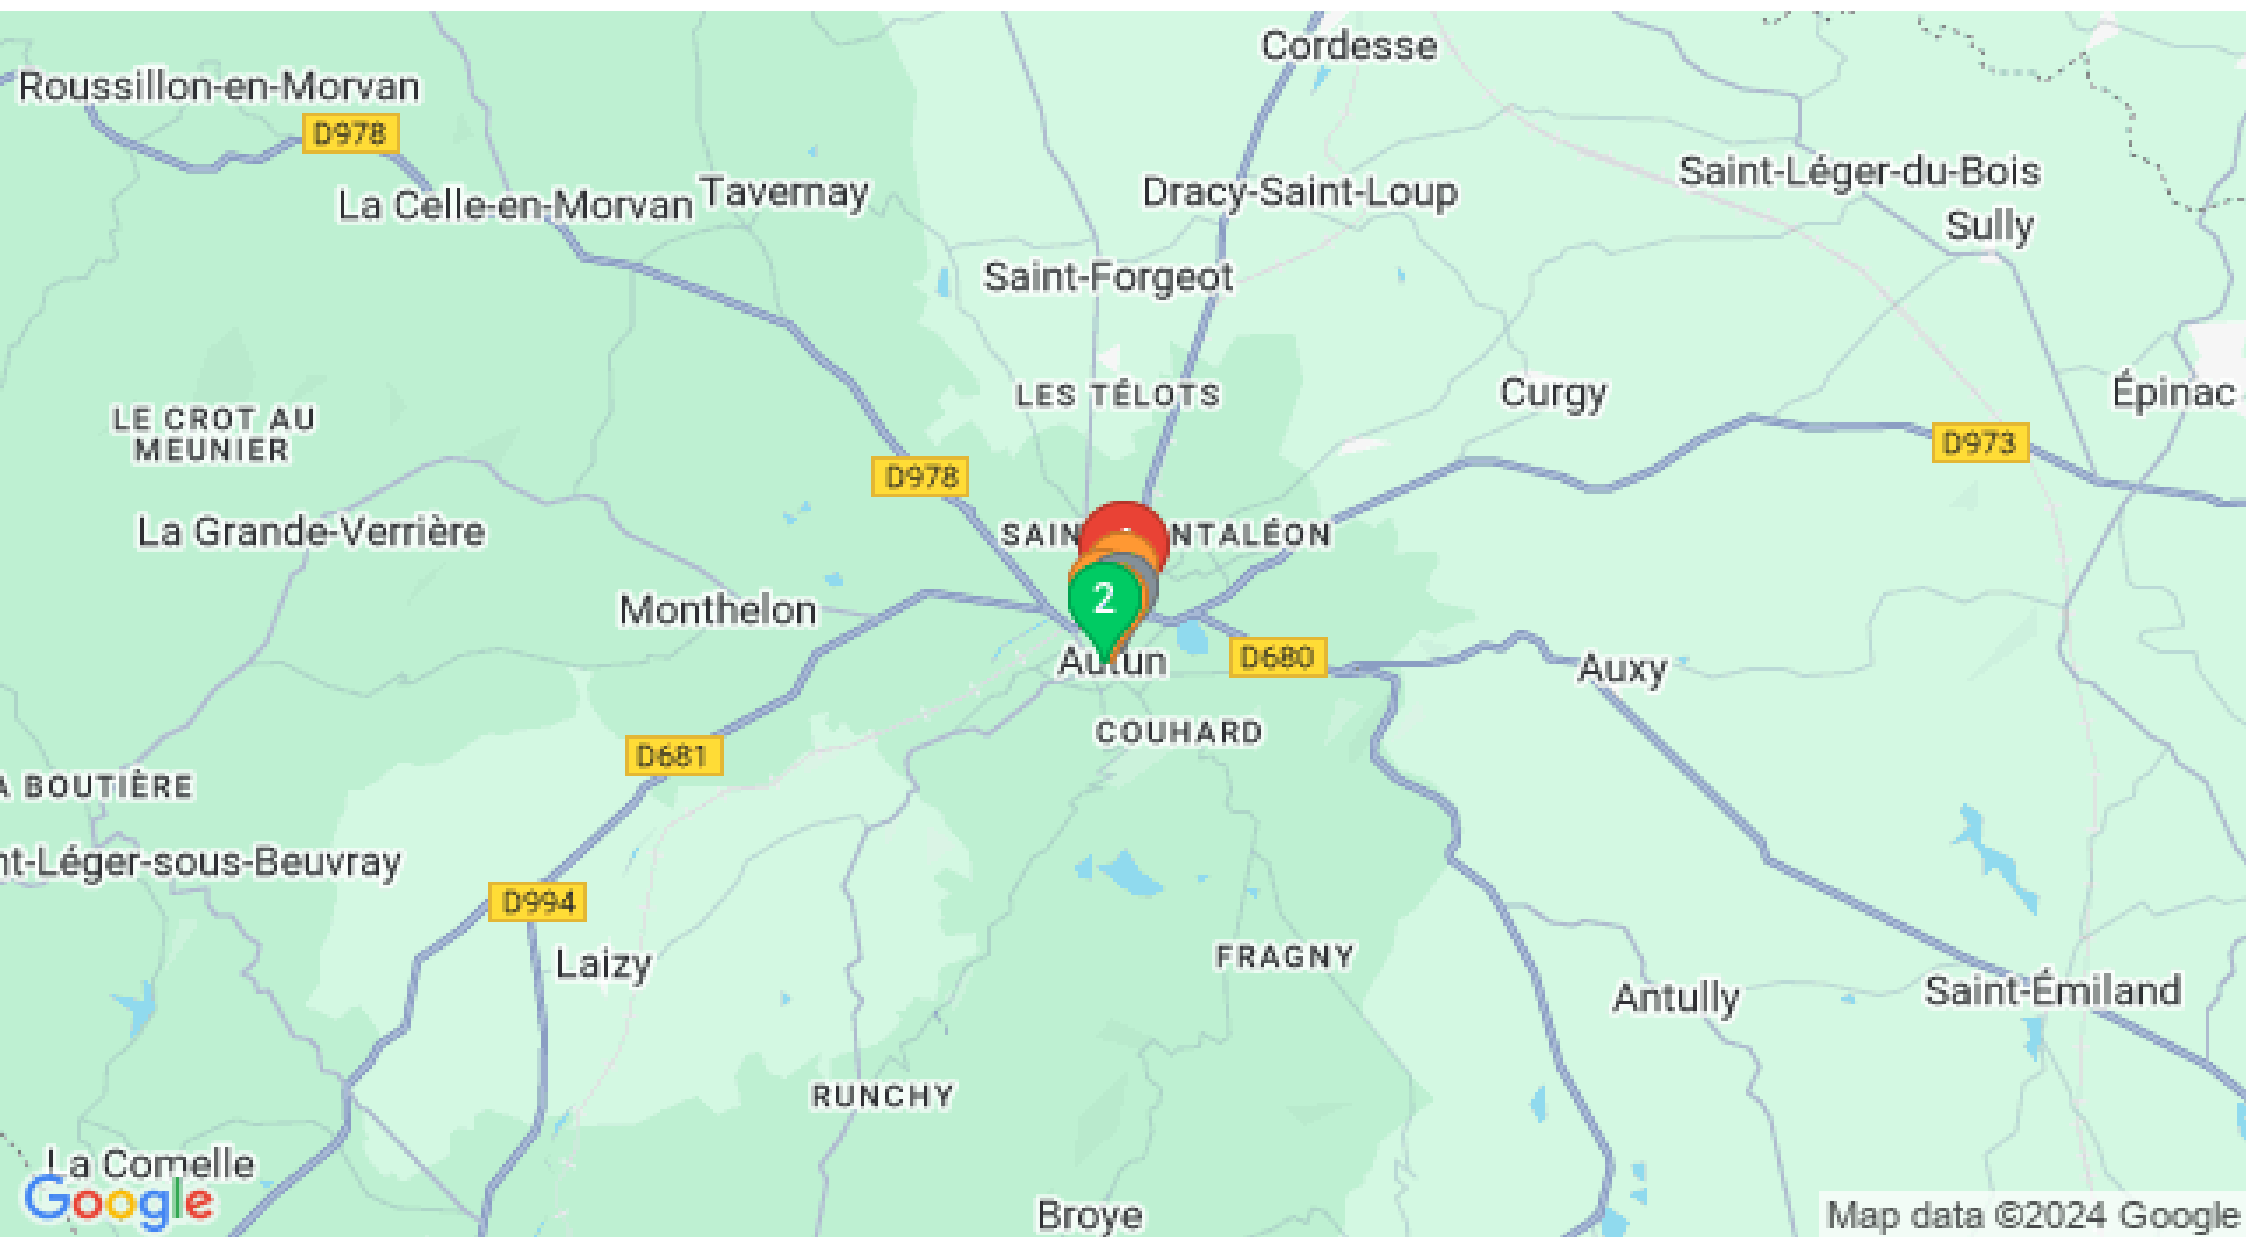 Cordesse
Roussillon-en-Morvan
D978
Saint-Léger-du-Bois
La Celle-en-Morvan
Tavernay
Dracy-Saint-Loup
Sully
Saint-Forgeot
LES TÉLOTS
Curgy
Épinac
LE CROT AU
MEUNIER
D973
D978
La Grande-Verrière
SAIN NTALÉON
2
Monthelon
Autun
D680
Auxy
COUHARD
D681
A BOUTIÈRE
nt-Léger-sous-Beuvray
D994
Laizy
FRAGNY
Antully
Saint-Émiland
RUNCHY
La Comelle
Google
Broye
Map data ©2024 Google